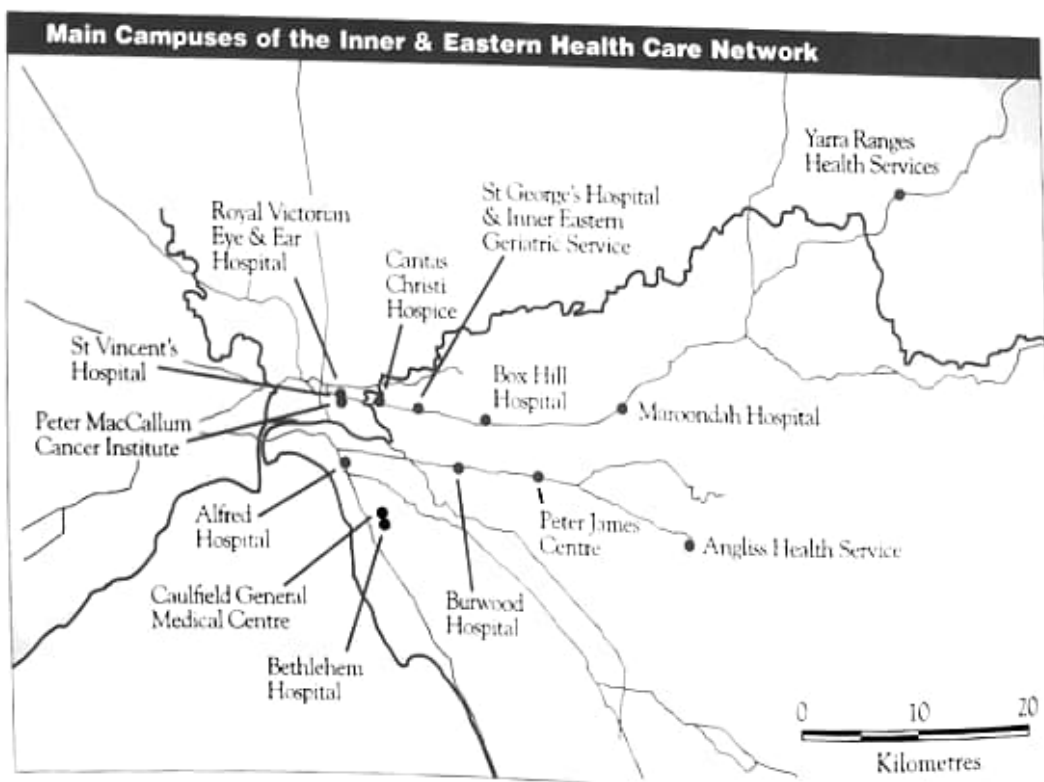 Main Campuses of the Inner & Eastern Health Care Network
Yarra Ranges
Health Services
St George's Hospital
& Inner Eastern
Geriatric Service
Royal Victorian
Eye & Ear
Hospital
Caritas
Christi
Hospice
St Vincent's
Hospital
Box Hill
Hospital
Peter MacCallum
Cancer Institute
Maroondah Hospital
Alfred
Hospital
Peter James
Centre
Angliss Health Service
Caulfield General
Medical Centre
Burwood
Hospital
Bethlehem
Hospital
0 10 20
Kilometres